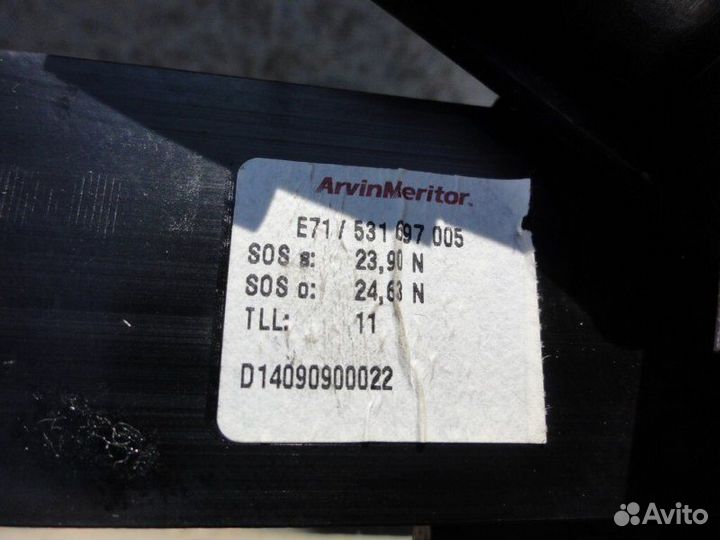 ArvinMeritor.
E71 / 531 697 005
SOS s: 23,90 N
SOS o: 24,63 N
TLL: 11
D14090900022
Avito